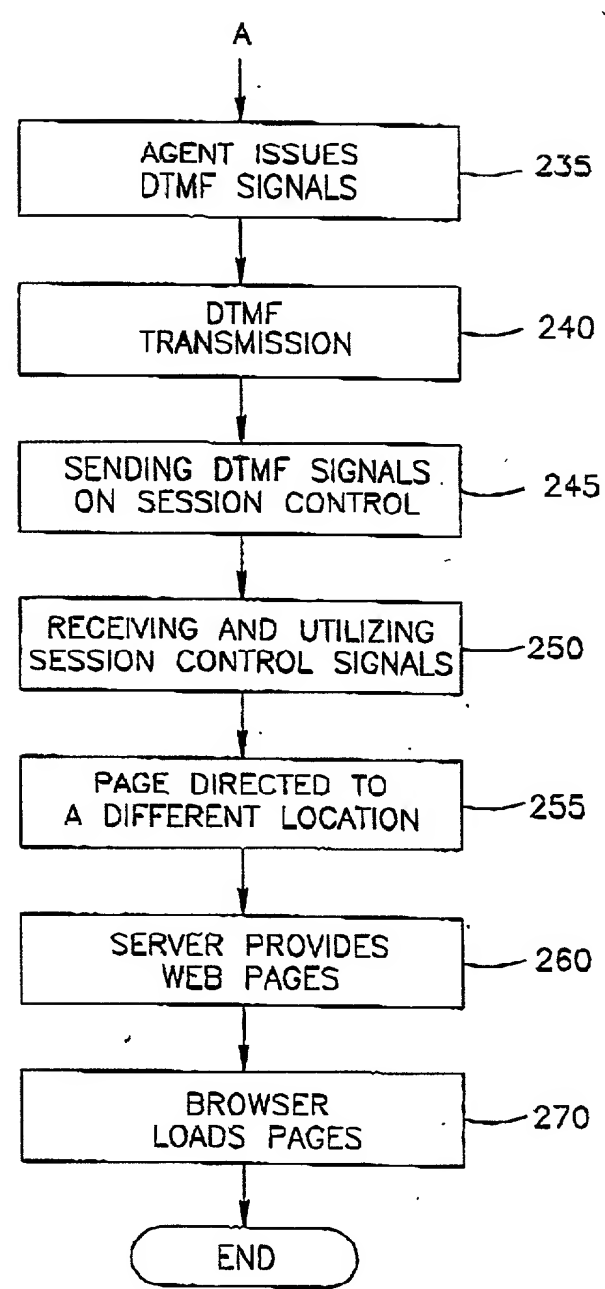 A
AGENT ISSUES
DTMF SIGNALS
235
DTMF
TRANSMISSION
240
SENDING DTMF SIGNALS
ON SESSION CONTROL
245
RECEIVING AND UTILIZING
SESSION CONTROL SIGNALS
250
PAGE DIRECTED TO
A DIFFERENT LOCATION
255
SERVER PROVIDES
WEB PAGES
260
BROWSER
LOADS PAGES
270
END